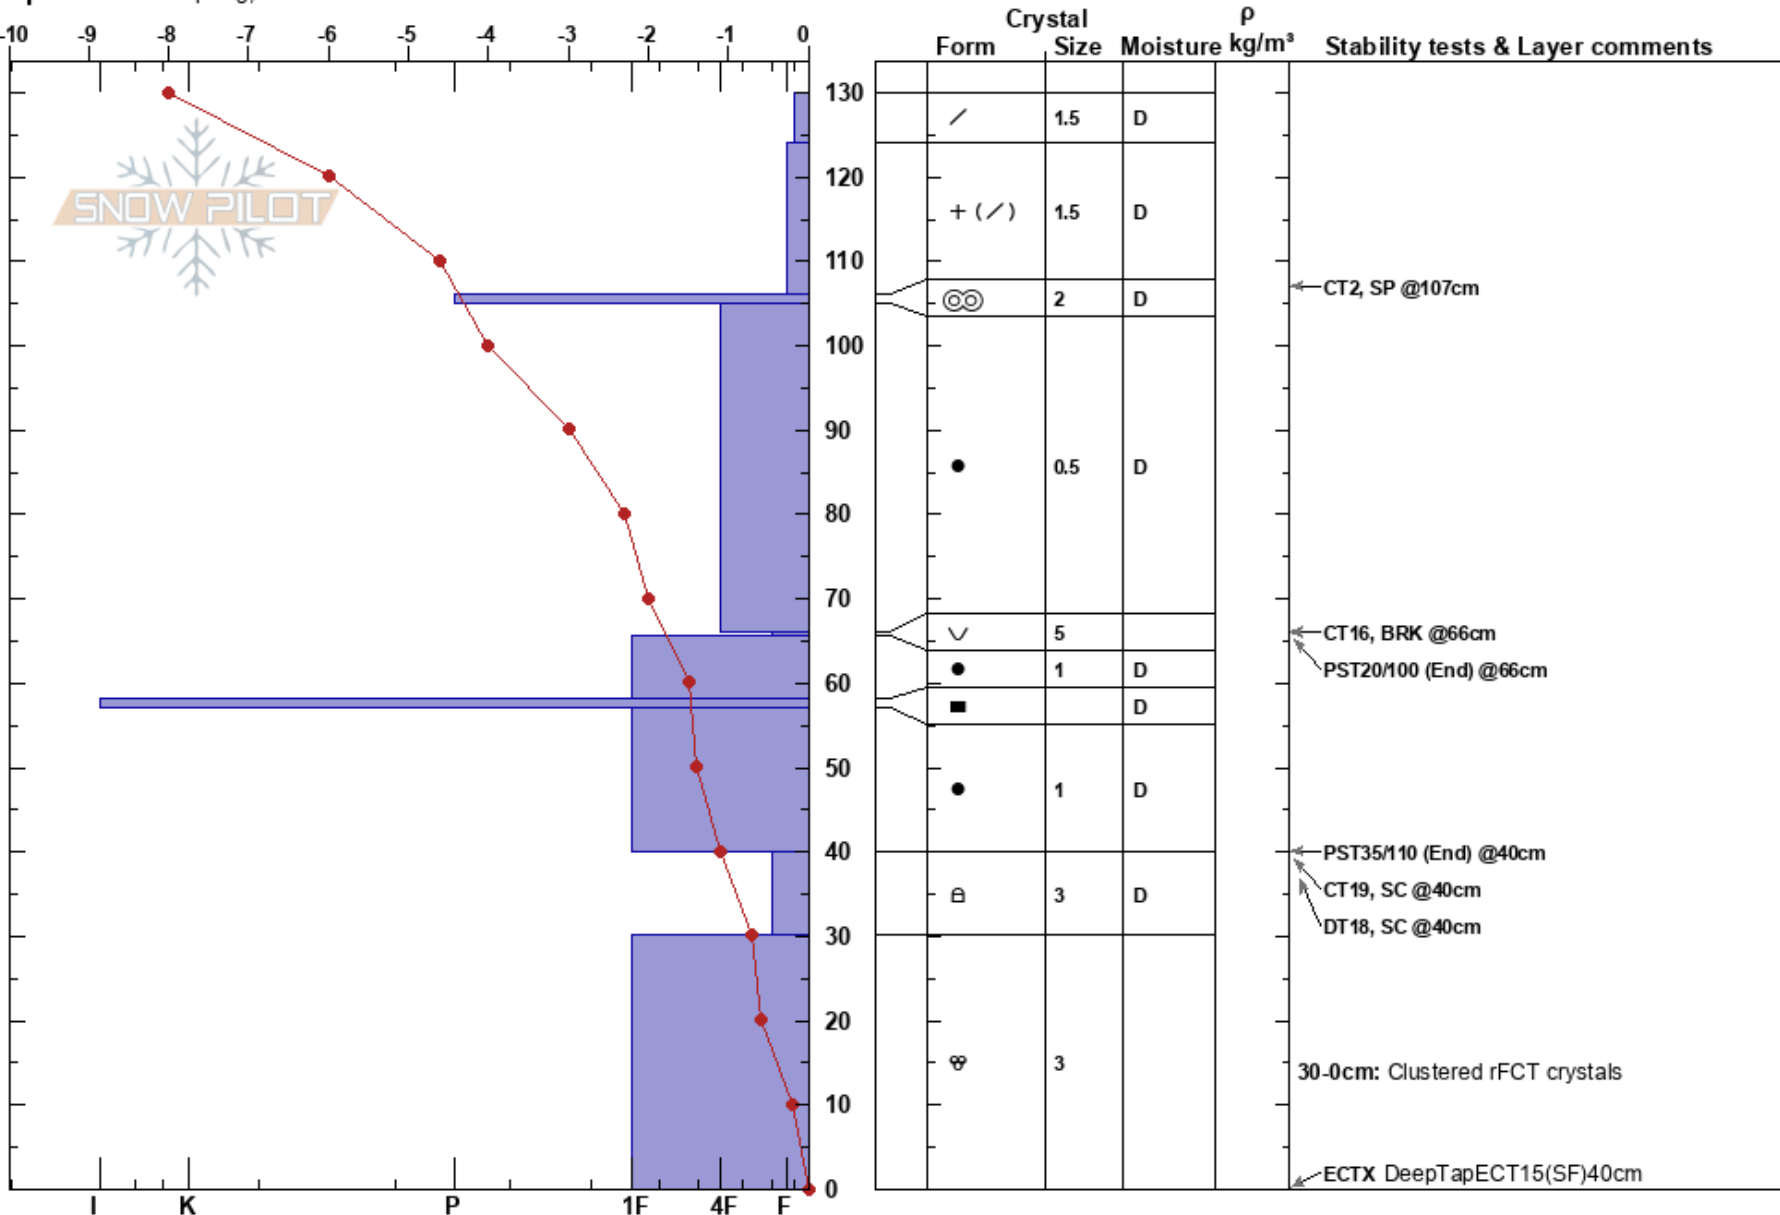 Crystal ρ
-10 -9 -8 -7 -6 -5 -4 -3 -2 -1 0 Form Size Moisture kg/m³ Stability tests & Layer comments
130
1.5 D
SNOW PILOT
120
+ (/) 1.5 D
110
2 D CT2, SP @107cm
100
90
0.5 D
80
70
5 CT16, BRK @66cm
1 D PST20/100 (End) @66cm
60
D
50
1 D
40 PST35/110 (End) @40cm
3 D CT19, SC @40cm
DT18, SC @40cm
30
20
3 30-0cm: Clustered rFCT crystals
10
ECTX DeepTapECT15(SF)40cm
0
I K P 1F 4F F